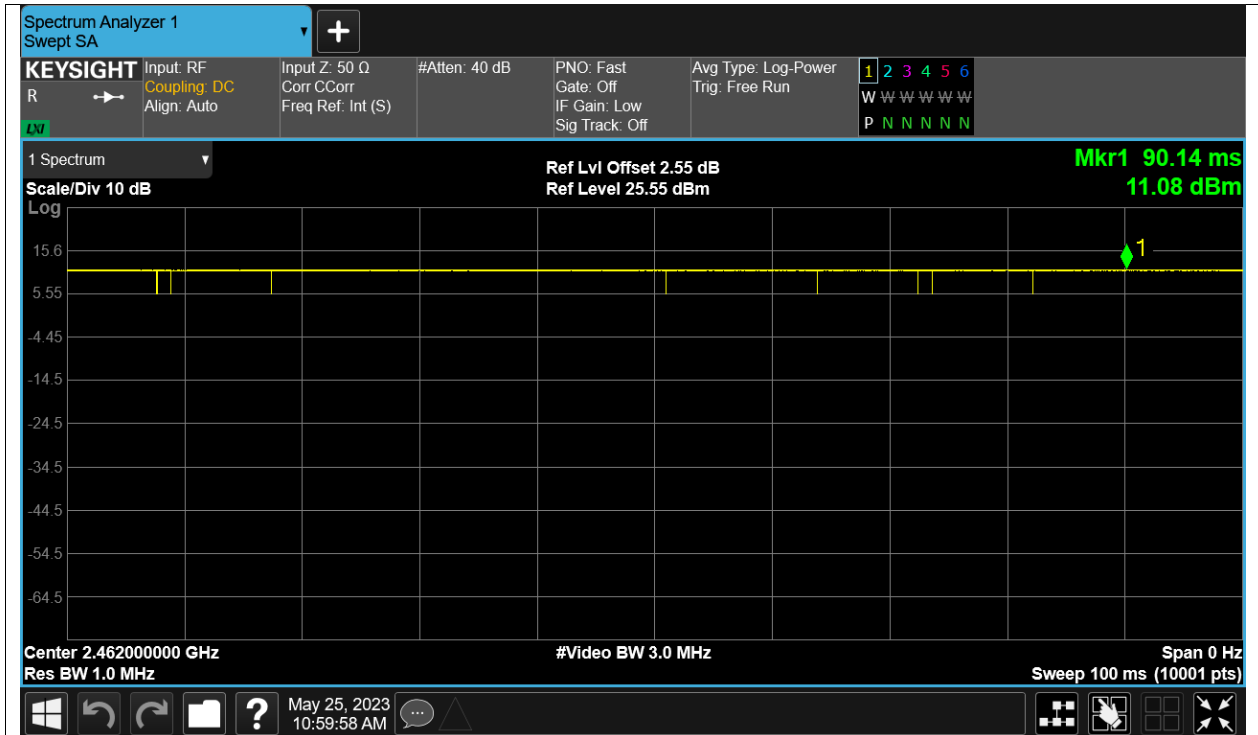 Spectrum Analyzer 1
Swept SA
+
KEYSIGHT
R
LXI
Input: RF
Coupling: DC
Align: Auto
Input Z: 50 Ω
Corr CCorr
Freq Ref: Int (S)
#Atten: 40 dB
PNO: Fast
Gate: Off
IF Gain: Low
Sig Track: Off
Avg Type: Log-Power
Trig: Free Run
1 2 3 4 5 6
W W W W W W
P N N N N N
1 Spectrum
Scale/Div 10 dB
Log
Ref Lvl Offset 2.55 dB
Ref Level 25.55 dBm
Mkr1 90.14 ms
11.08 dBm
1
15.6
5.55
-4.45
-14.5
-24.5
-34.5
-44.5
-54.5
-64.5
Center 2.462000000 GHz
Res BW 1.0 MHz
#Video BW 3.0 MHz
Span 0 Hz
Sweep 100 ms (10001 pts)
?
May 25, 2023
10:59:58 AM